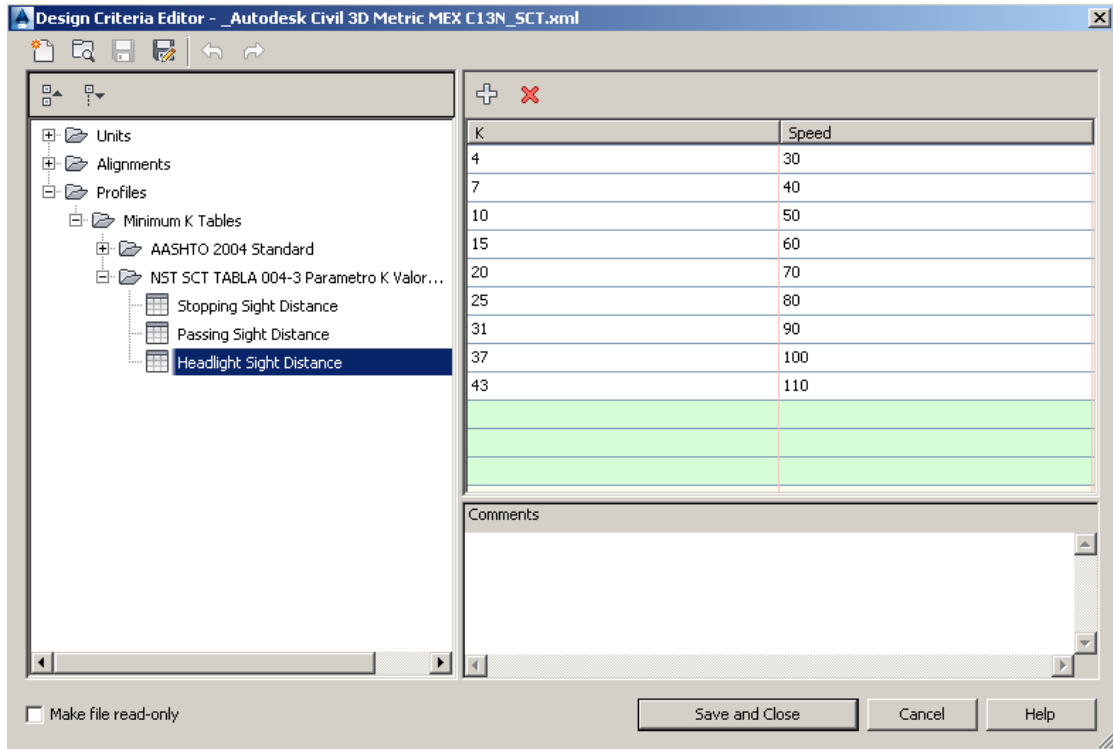 Design Criteria Editor - _Autodesk Civil 3D Metric MEX C13N_SCT.xml
Units
Alignments
Profiles
Minimum K Tables
AASHTO 2004 Standard
NST SCT TABLA 004-3 Parametro K Valor...
Stopping Sight Distance
Passing Sight Distance
Headlight Sight Distance
K Speed
4 30
7 40
10 50
15 60
20 70
25 80
31 90
37 100
43 110
Comments
Make file read-only
Save and Close
Cancel
Help